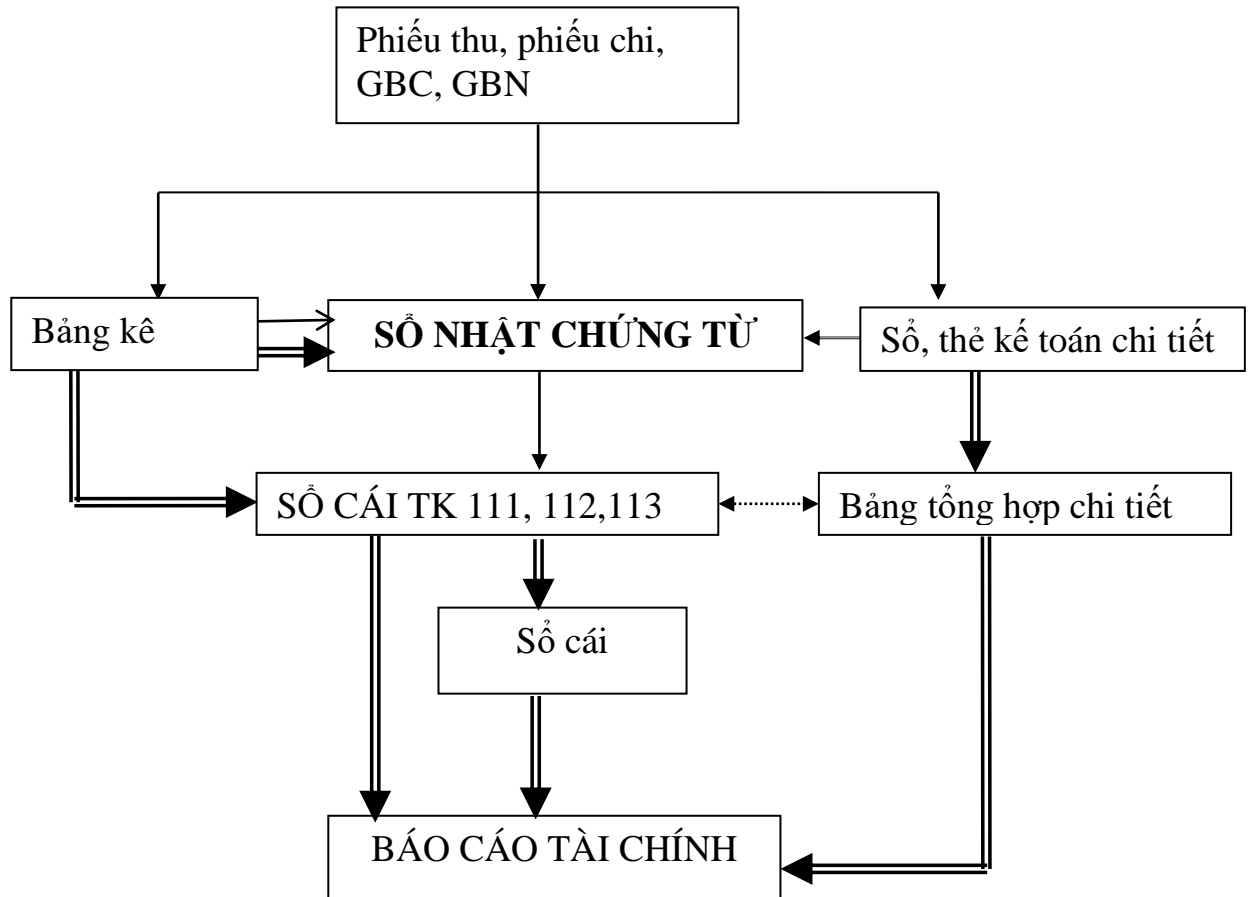 Phiếu thu, phiếu chi,
GBC, GBN
Bảng kê
SỔ NHẬT CHỨNG TỪ
Sổ, thẻ kế toán chi tiết
SỔ CÁI TK 111, 112,113
Bảng tổng hợp chi tiết
Sổ cái
BÁO CÁO TÀI CHÍNH